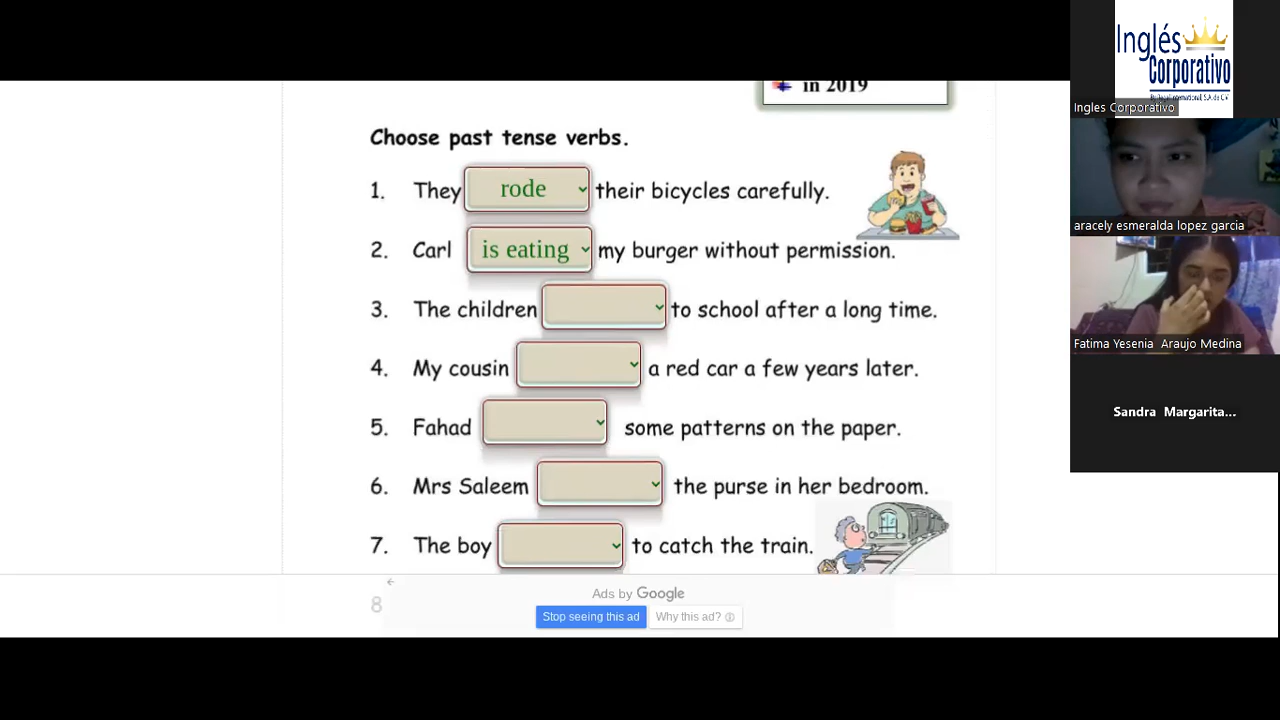 in 2019
Choose past tense verbs.
1. They rode their bicycles carefully.
2. Carl is eating my burger without permission.
3. The children to school after a long time.
4. My cousin a red car a few years later.
5. Fahad some patterns on the paper.
6. Mrs Saleem the purse in her bedroom.
7. The boy to catch the train.
8
Ads by Google
Stop seeing this ad Why this ad?
Inglés
Corporativo
Ingles Corporativo
aracely esmeralda lopez garcia
Fatima Yesenia Araujo Medina
Sandra Margarita...